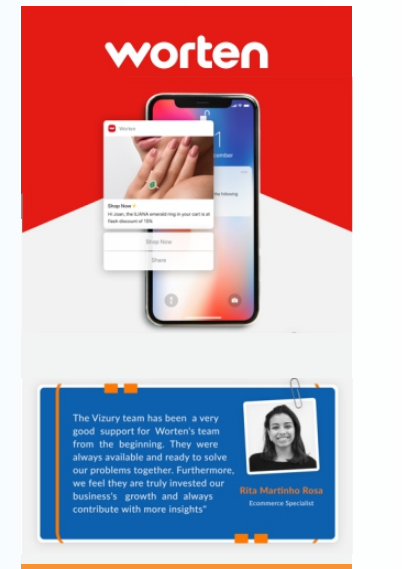 worten
Worten
Shop Now
Hi Joan, the ILIANA emerald ring in your cart is at
fresh discount of 15%
Shop Now
Share
the following
The Vizury team has been a very
good support for Worten's team
from the beginning. They were
always available and ready to solve
our problems together. Furthermore,
we feel they are truly invested our
business's growth and always
contribute with more insights"
Rita Martinho Rosa
Ecommerce Specialist